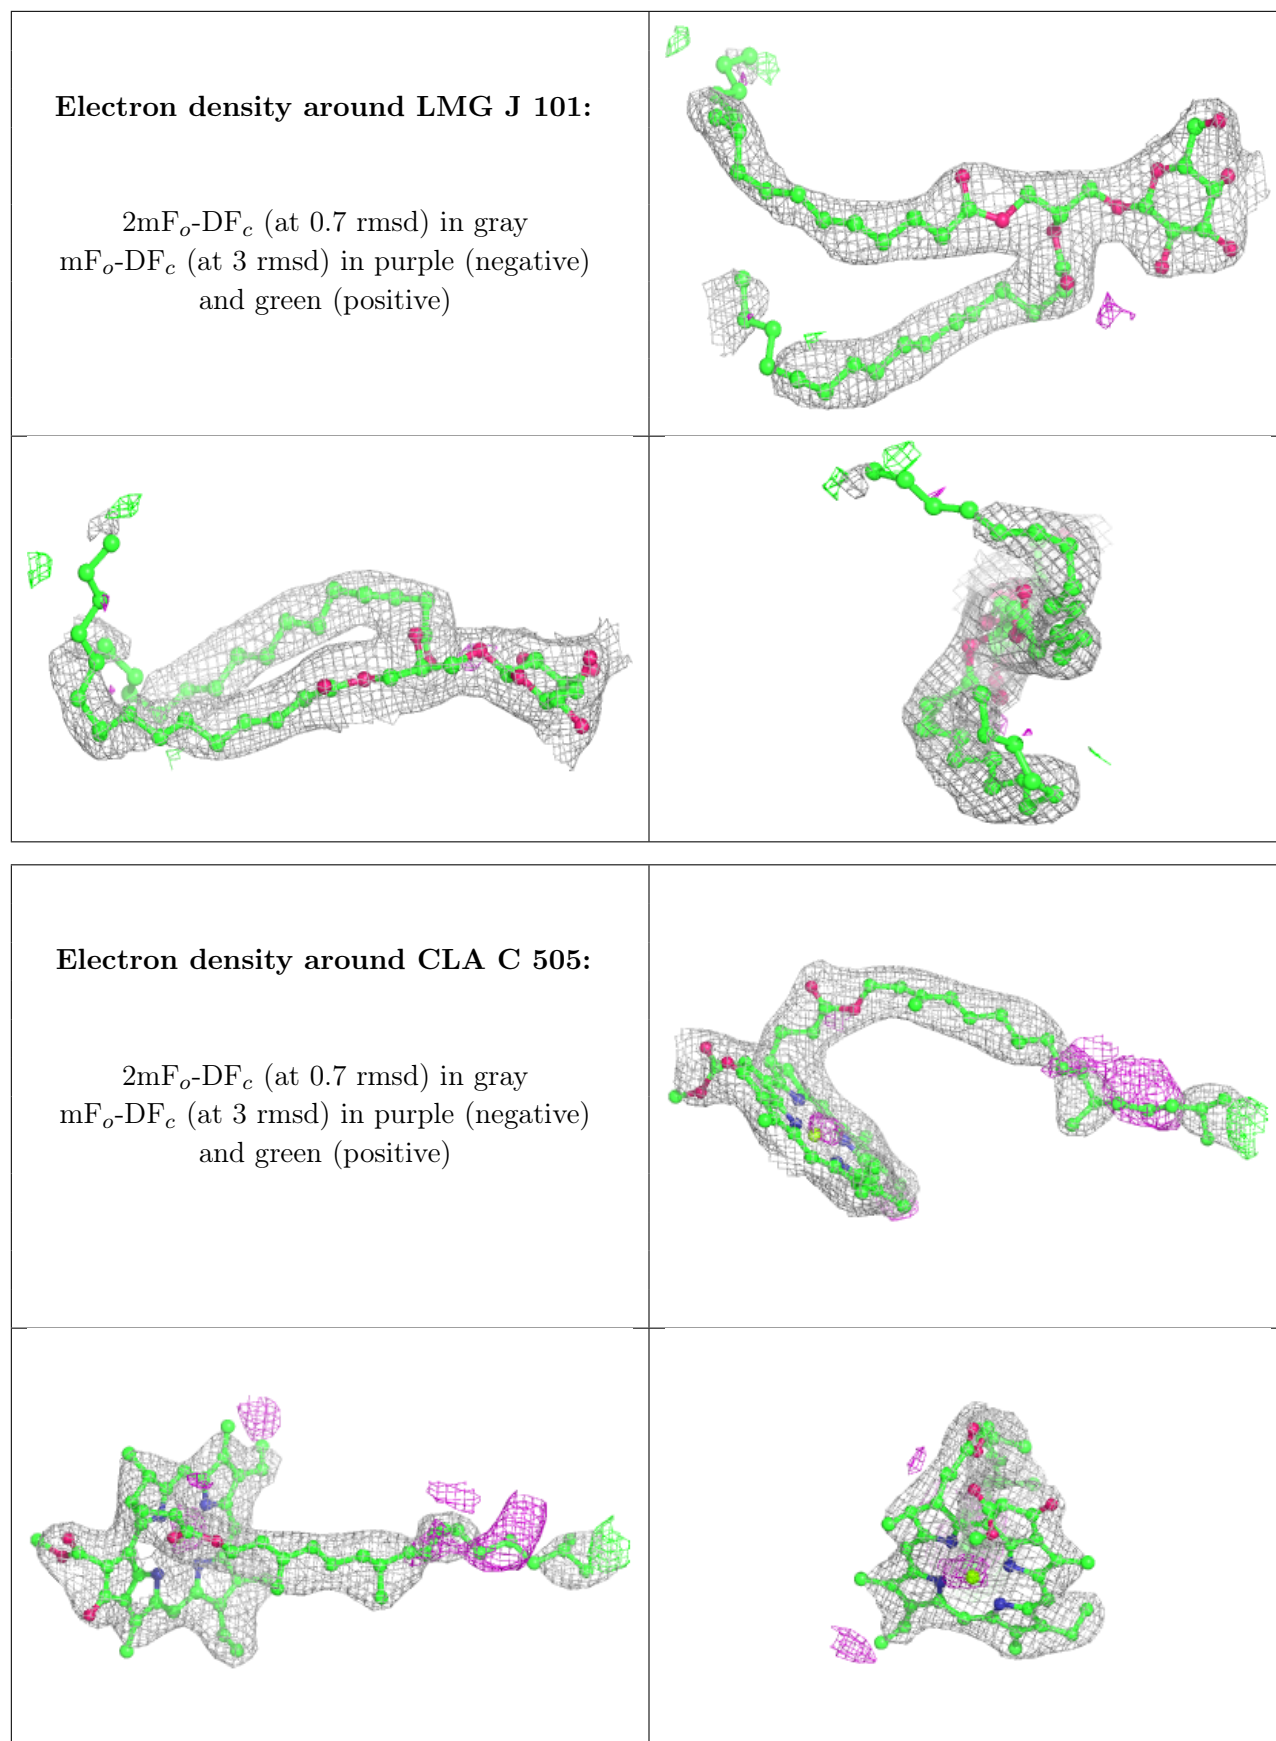 Electron density around LMG J 101:
2mFo-DFc (at 0.7 rmsd) in gray
mFo-DFc (at 3 rmsd) in purple (negative)
and green (positive)
Electron density around CLA C 505:
2mFo-DFc (at 0.7 rmsd) in gray
mFo-DFc (at 3 rmsd) in purple (negative)
and green (positive)